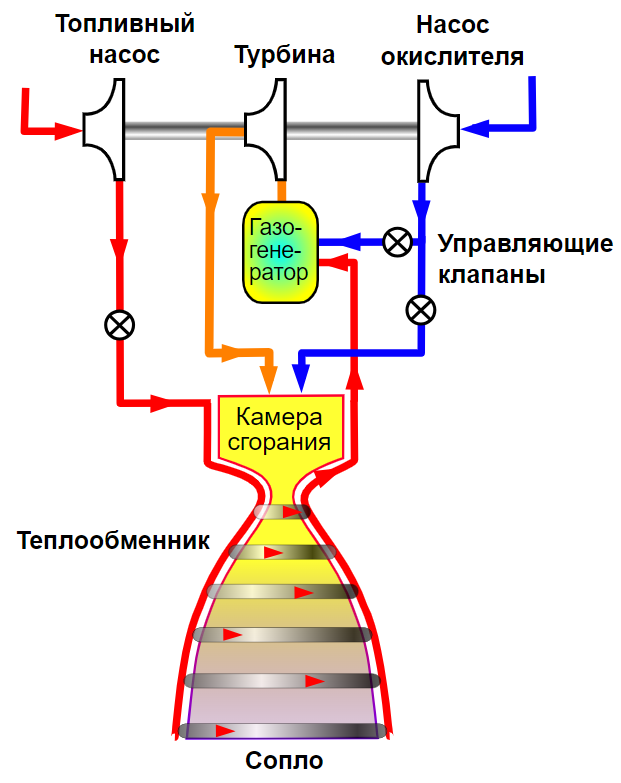 Топливный
насос
Турбина
Насос
окислителя
Газо-
гене-
ратор
Управляющие
клапаны
Камера
сгорания
Теплообменник
Сопло